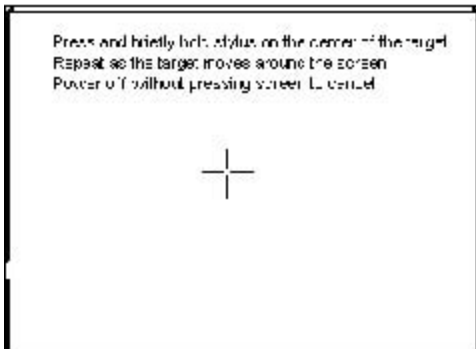 Press and briefly hold stylus on the center of the target
Repeat as the target moves around the screen
Power off without pressing screen to cancel